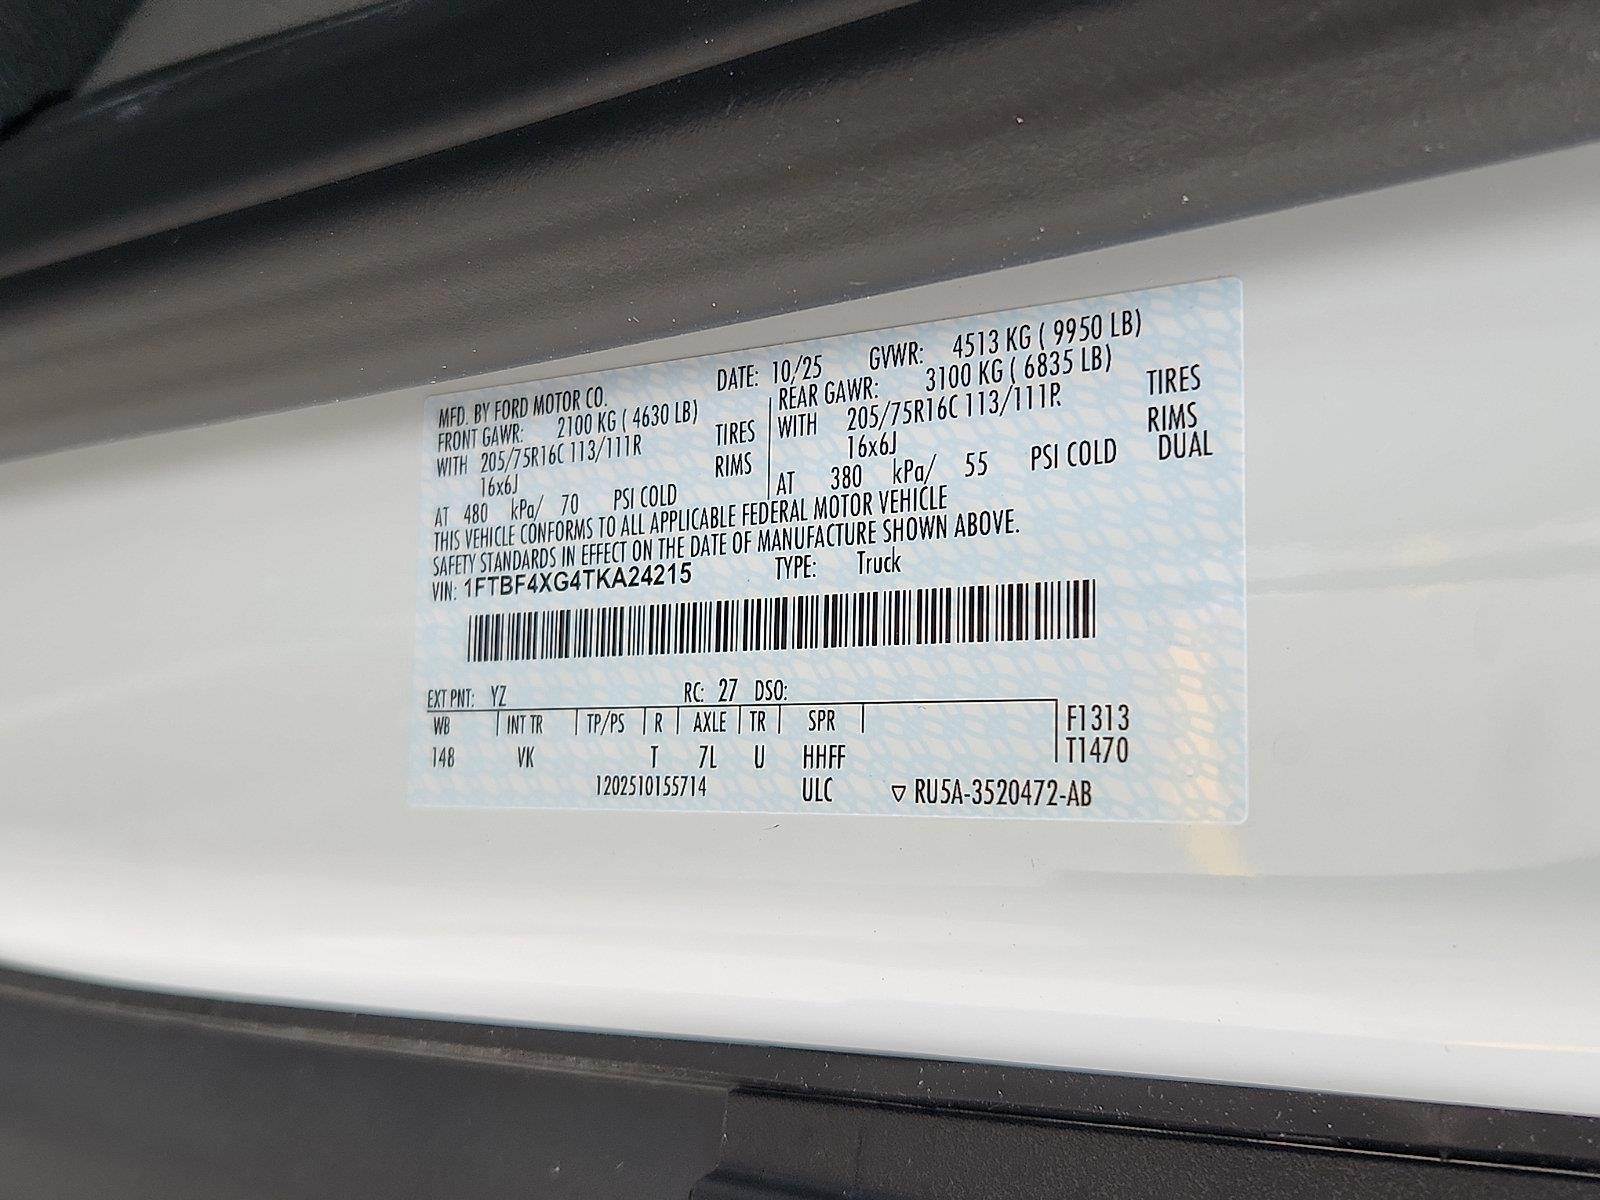 MFD. BY FORD MOTOR CO. DATE: 10/25 GVWR: 4513 KG ( 9950 LB)
FRONT GAWR: 2100 KG ( 4630 LB) REAR GAWR: 3100 KG ( 6835 LB)
WITH 205/75R16C 113/111R TIRES WITH 205/75R16C 113/111R TIRES
16x6J RIMS 16x6J RIMS
AT 480 kPa/ 70 PSI COLD AT 380 kPa/ 55 PSI COLD DUAL
THIS VEHICLE CONFORMS TO ALL APPLICABLE FEDERAL MOTOR VEHICLE
SAFETY STANDARDS IN EFFECT ON THE DATE OF MANUFACTURE SHOWN ABOVE.
VIN: 1FTBF4XG4TKA24215 TYPE: Truck
EXT PNT: YZ RC: 27 DSO:
WB INT TR TP/PS R AXLE TR SPR F1313
148 VK T 7L U HHFF T1470
1202510155714 ULC ▽ RU5A-3520472-AB